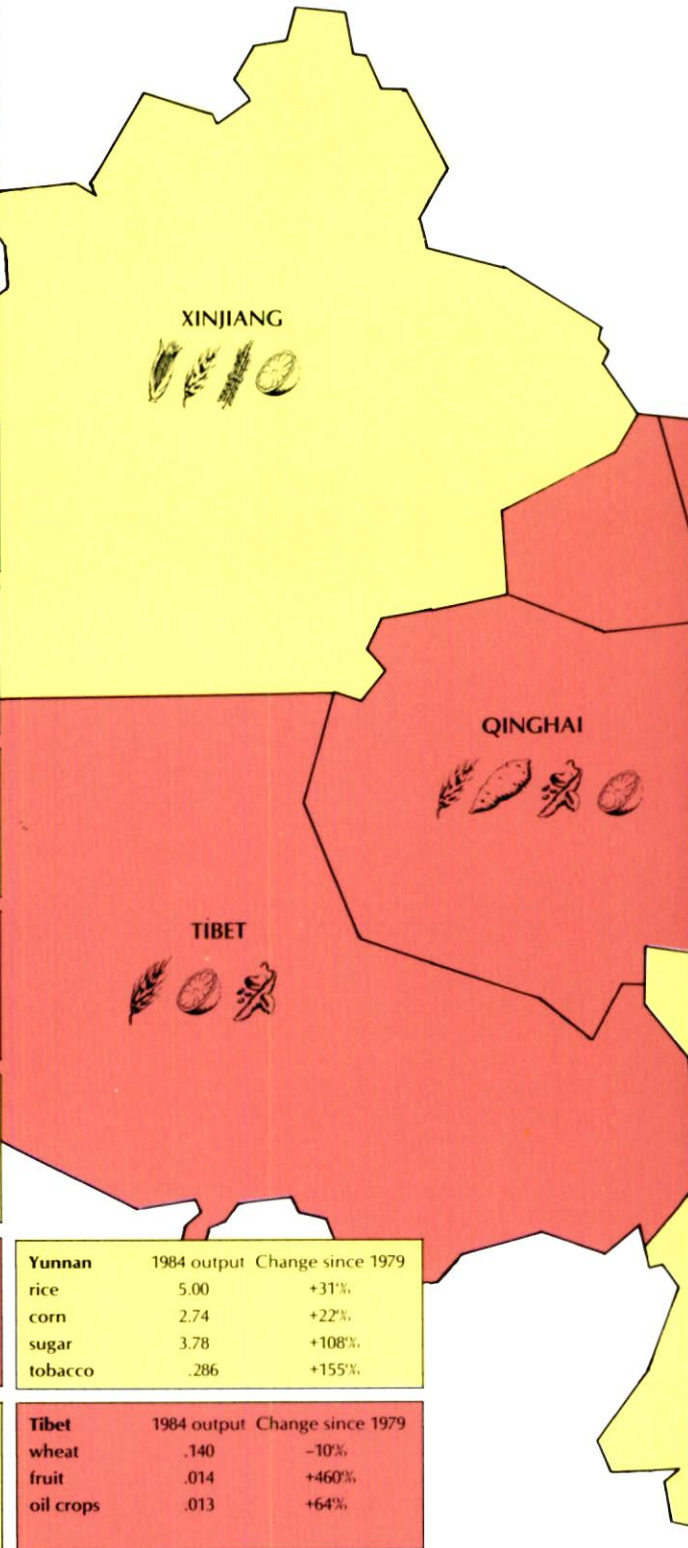 XINJIANG
QINGHAI
TIBET
Yunnan 1984 output Change since 1979
rice 5.00 +31%
corn 2.74 +22%
sugar 3.78 +108%
tobacco .286 +155%
Tibet 1984 output Change since 1979
wheat .140 −10%
fruit .014 +460%
oil crops .013 +64%